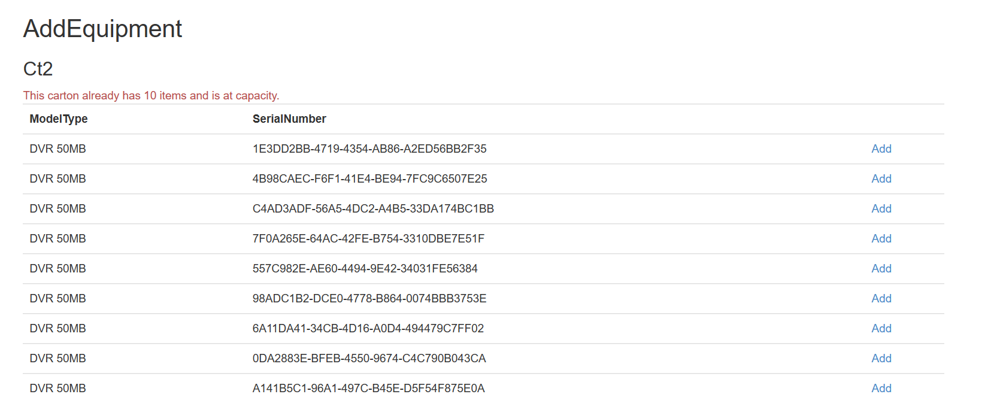 AddEquipment
Ct2
This carton already has 10 items and is at capacity.
ModelType SerialNumber
DVR 50MB 1E3DD2BB-4719-4354-AB86-A2ED56BB2F35 Add
DVR 50MB 4B98CAEC-F6F1-41E4-BE94-7FC9C6507E25 Add
DVR 50MB C4AD3ADF-56A5-4DC2-A4B5-33DA174BC1BB Add
DVR 50MB 7F0A265E-64AC-42FE-B754-3310DBE7E51F Add
DVR 50MB 557C982E-AE60-4494-9E42-34031FE56384 Add
DVR 50MB 98ADC1B2-DCE0-4778-B864-0074BBB3753E Add
DVR 50MB 6A11DA41-34CB-4D16-A0D4-494479C7FF02 Add
DVR 50MB 0DA2883E-BFEB-4550-9674-C4C790B043CA Add
DVR 50MB A141B5C1-96A1-497C-B45E-D5F54F875E0A Add